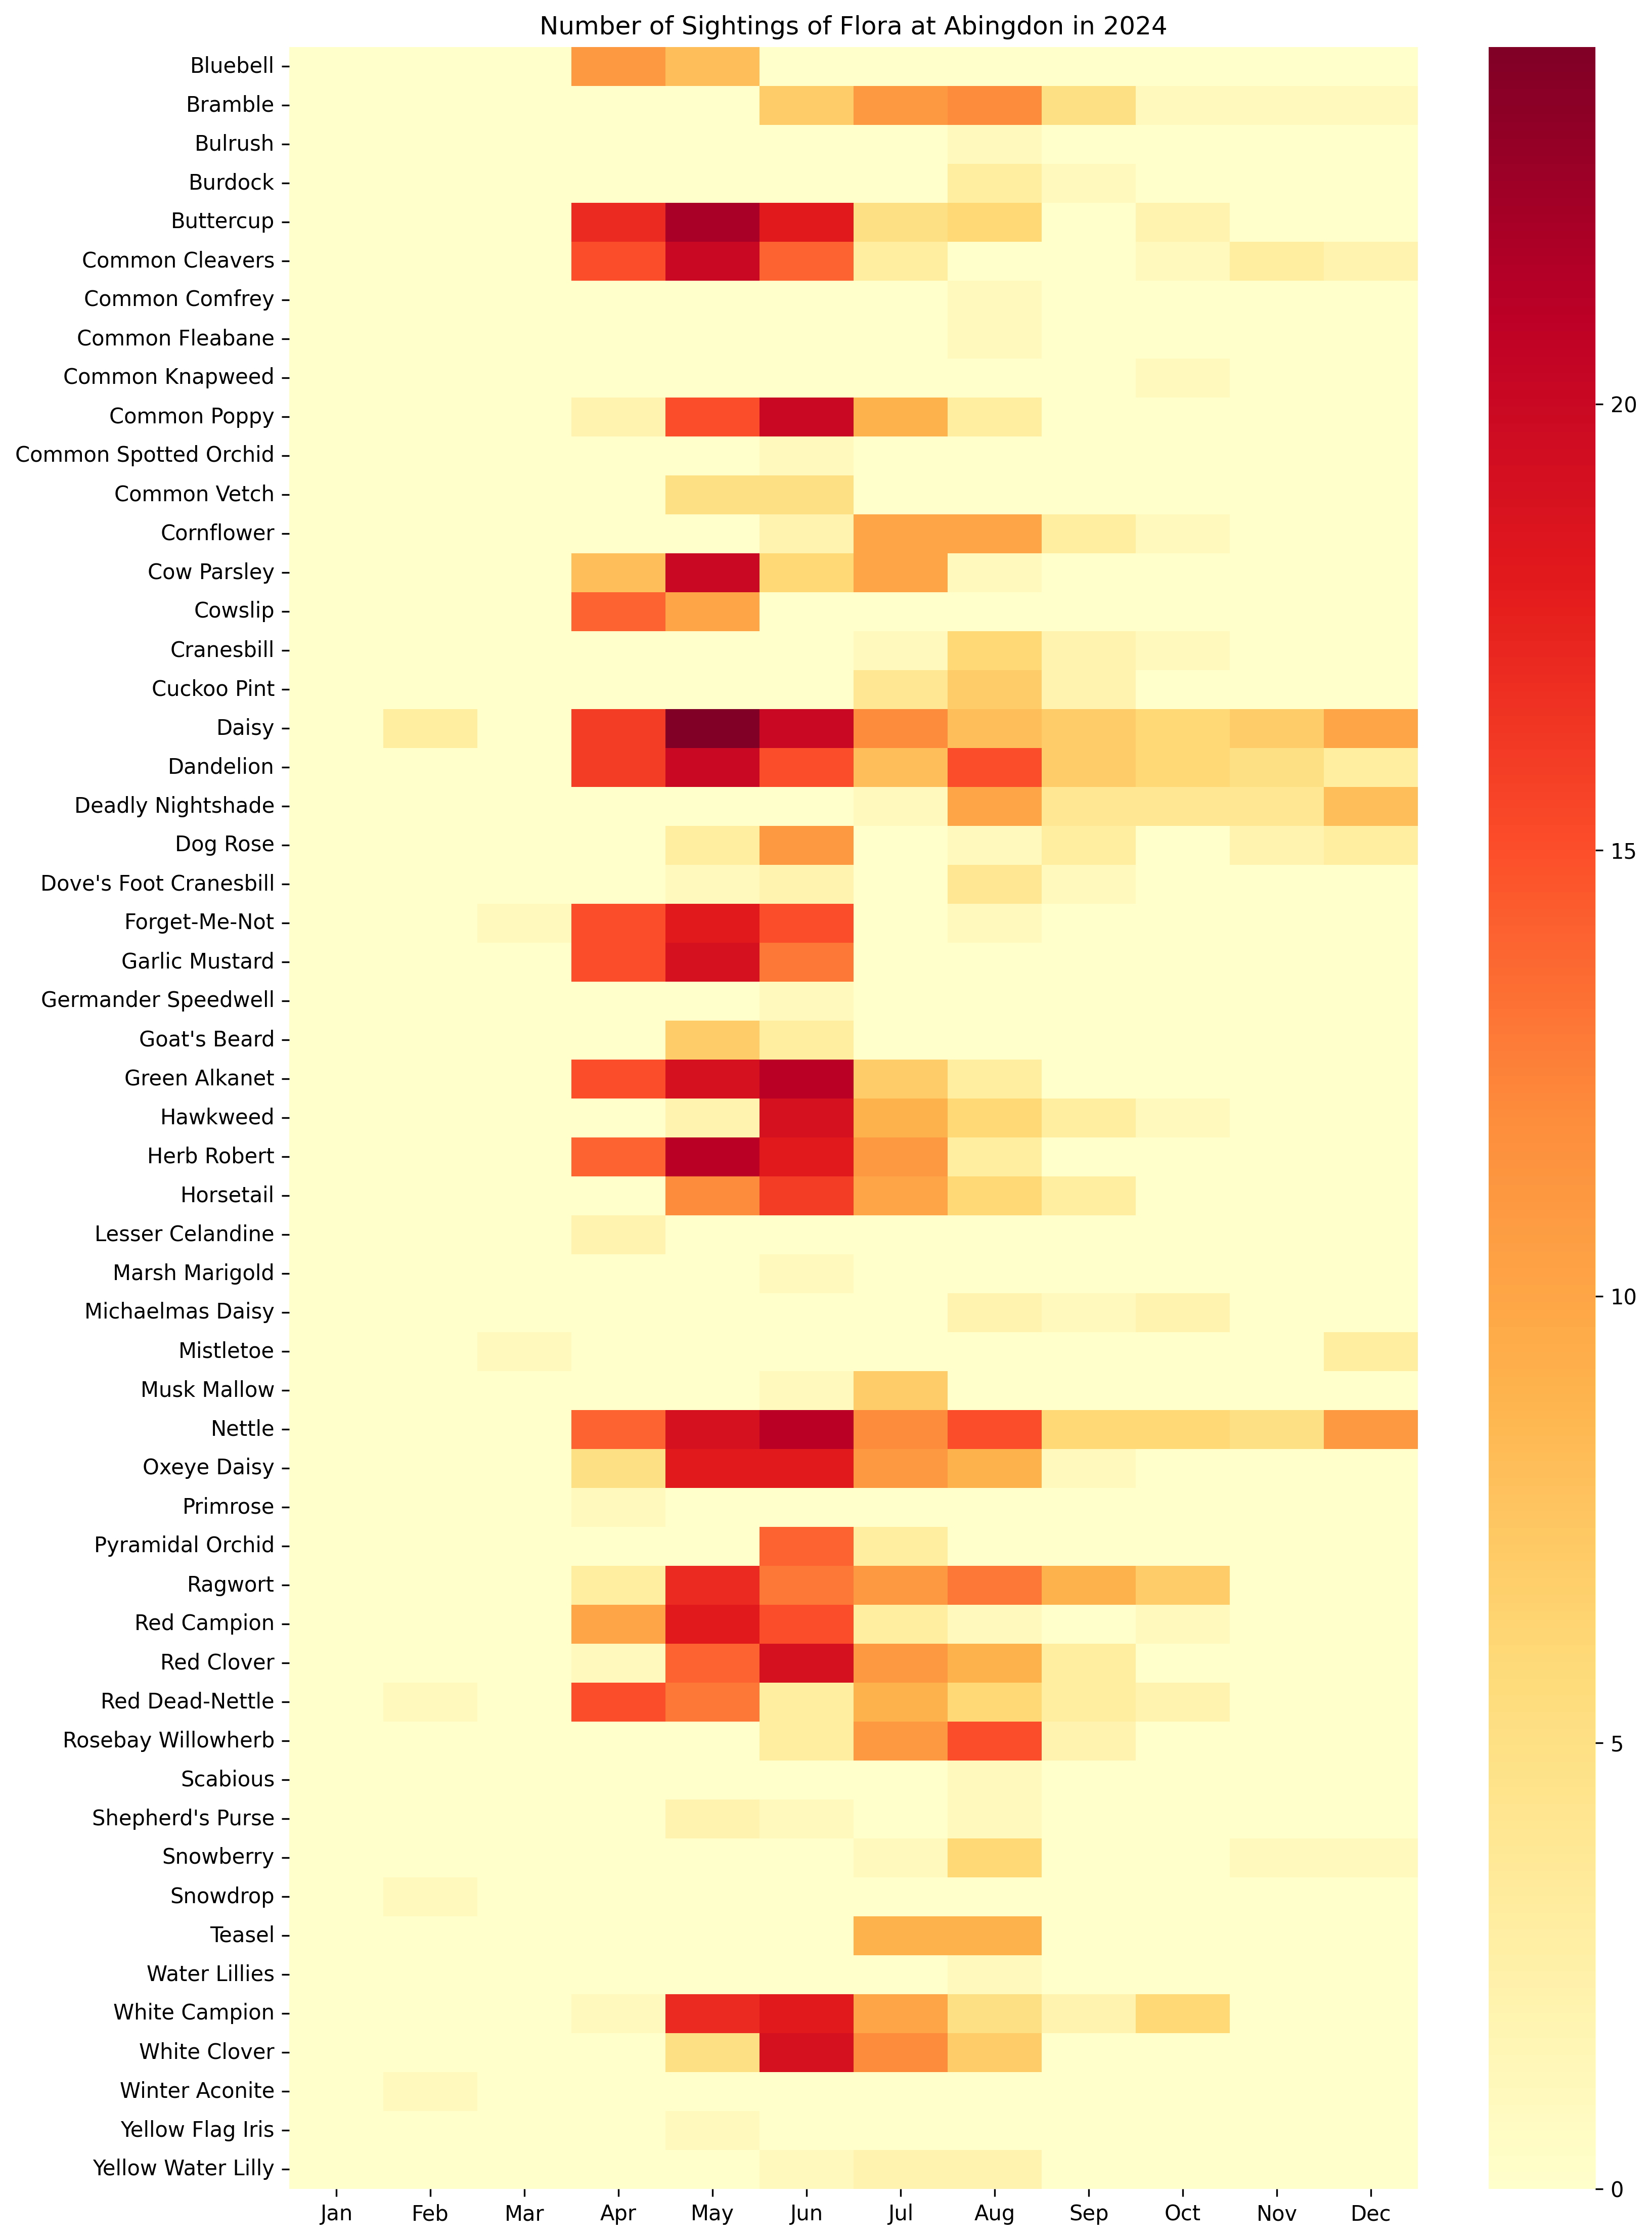 Number of Sightings of Flora at Abingdon in 2024
Bluebell
Bramble
Bulrush
Burdock
Buttercup
Common Cleavers
Common Comfrey
Common Fleabane
Common Knapweed
Common Poppy
Common Spotted Orchid
Common Vetch
Cornflower
Cow Parsley
Cowslip
Cranesbill
Cuckoo Pint
Daisy
Dandelion
Deadly Nightshade
Dog Rose
Dove's Foot Cranesbill
Forget-Me-Not
Garlic Mustard
Germander Speedwell
Goat's Beard
Green Alkanet
Hawkweed
Herb Robert
Horsetail
Lesser Celandine
Marsh Marigold
Michaelmas Daisy
Mistletoe
Musk Mallow
Nettle
Oxeye Daisy
Primrose
Pyramidal Orchid
Ragwort
Red Campion
Red Clover
Red Dead-Nettle
Rosebay Willowherb
Scabious
Shepherd's Purse
Snowberry
Snowdrop
Teasel
Water Lillies
White Campion
White Clover
Winter Aconite
Yellow Flag Iris
Yellow Water Lilly
Jan Feb Mar Apr May Jun Jul Aug Sep Oct Nov Dec
20
15
10
5
0